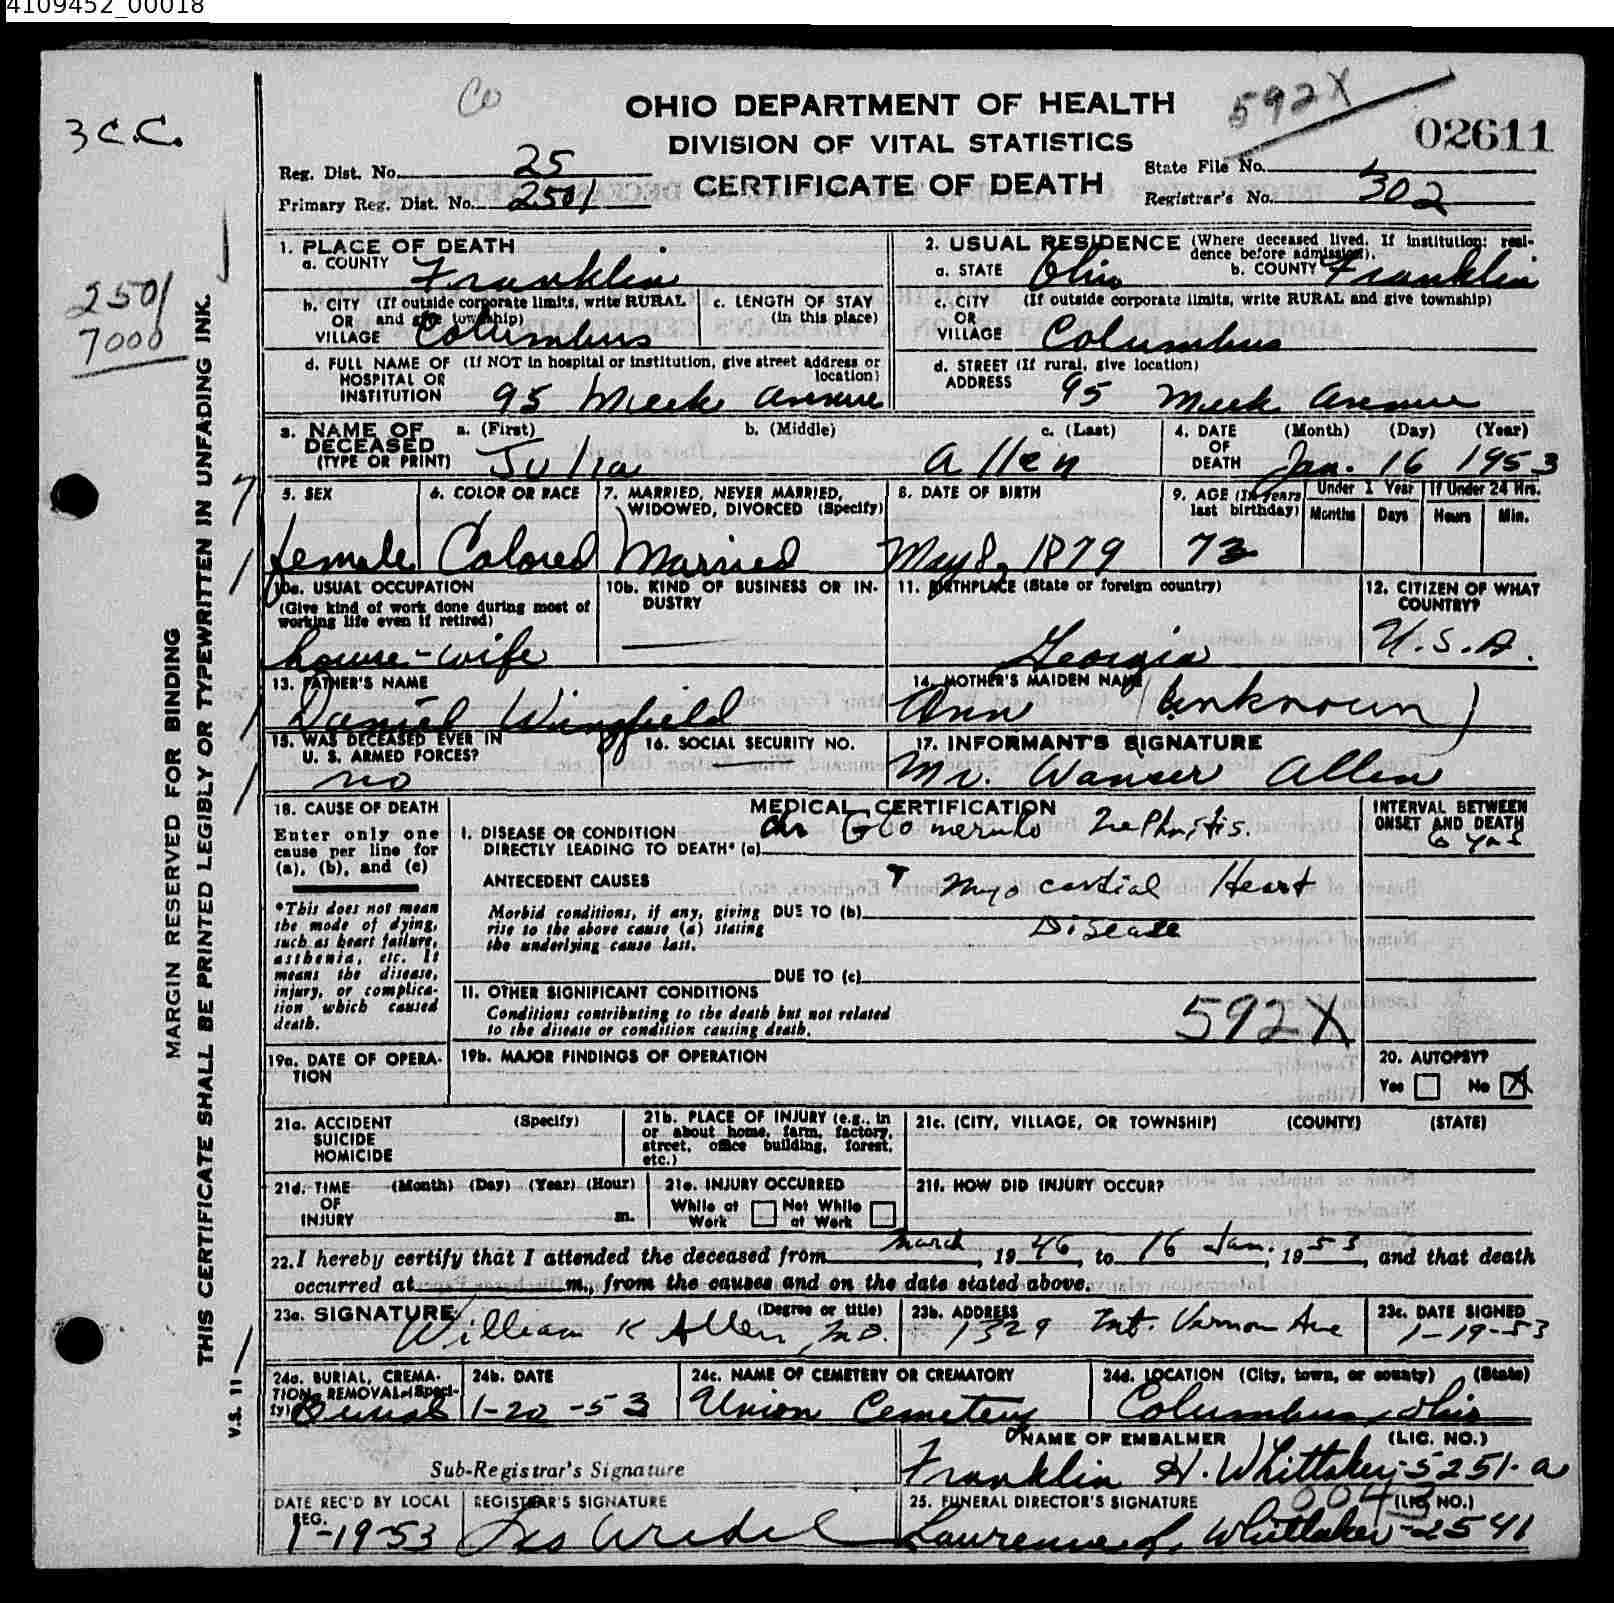 4109452_00018
Co
OHIO DEPARTMENT OF HEALTH
592X
3 C.C.
DIVISION OF VITAL STATISTICS
02611
Reg. Dist. No. 25
CERTIFICATE OF DEATH
State File No.
Primary Reg. Dist. No. 2501
Registrar's No. 302
2501
7000
MARGIN RESERVED FOR BINDING
THIS CERTIFICATE SHALL BE PRINTED LEGIBLY OR TYPEWRITTEN IN UNFADING INK.
V.S. 11
1. PLACE OF DEATH
a. COUNTY Franklin
2. USUAL RESIDENCE (Where deceased lived. If institution: resi-
dence before admission).
a. STATE Ohio b. COUNTY Franklin
b. CITY (If outside corporate limits, write RURAL
OR and give township)
VILLAGE Columbus
c. LENGTH OF STAY
(in this place)
c. CITY (If outside corporate limits, write RURAL and give township)
OR
VILLAGE Columbus
d. FULL NAME OF (If NOT in hospital or institution, give street address or
location)
HOSPITAL OR
INSTITUTION 95 Meek Avenue
d. STREET (If rural, give location)
ADDRESS 95 Meek Avenue
3. NAME OF
DECEASED
(TYPE OR PRINT)
a. (First) b. (Middle) c. (Last)
Julia Allen
4. DATE (Month) (Day) (Year)
OF
DEATH Jan. 16 1953
5. SEX
female
6. COLOR OR RACE
Colored
7. MARRIED, NEVER MARRIED,
WIDOWED, DIVORCED (Specify)
Married
8. DATE OF BIRTH
May 8, 1879
9. AGE (In years
last birthday)
73
Under 1 Year
Months Days
If Under 24 Hrs.
Hours Min.
10a. USUAL OCCUPATION
(Give kind of work done during most of
working life even if retired)
house-wife
10b. KIND OF BUSINESS OR IN-
DUSTRY
11. BIRTHPLACE (State or foreign country)
Georgia
12. CITIZEN OF WHAT
COUNTRY?
U.S.A.
13. FATHER'S NAME
Daniel Wingfield
14. MOTHER'S MAIDEN NAME
Ann (unknown)
15. WAS DECEASED EVER IN
U. S. ARMED FORCES?
no
16. SOCIAL SECURITY NO.
17. INFORMANT'S SIGNATURE
Mr. Wanser Allen
18. CAUSE OF DEATH
Enter only one
cause per line for
(a), (b), and (c)
*This does not mean
the mode of dying,
such as heart failure,
asthenia, etc. It
means the disease,
injury, or complica-
tion which caused
death.
MEDICAL CERTIFICATION
I. DISEASE OR CONDITION
DIRECTLY LEADING TO DEATH* (a) Chr Glomerulo Nephritis.
ANTECEDENT CAUSES
Morbid conditions, if any, giving
rise to the above cause (a) stating
the underlying cause last.
DUE TO (b) Myocardial Heart
Disease
DUE TO (c)
INTERVAL BETWEEN
ONSET AND DEATH
6 yrs
II. OTHER SIGNIFICANT CONDITIONS
Conditions contributing to the death but not related
to the disease or condition causing death.
592X
19a. DATE OF OPERA-
TION
19b. MAJOR FINDINGS OF OPERATION
20. AUTOPSY?
Yes No X
21a. ACCIDENT (Specify)
SUICIDE
HOMICIDE
21b. PLACE OF INJURY (e.g., in
or about home, farm, factory,
street, office building, forest,
etc.)
21c. (CITY, VILLAGE, OR TOWNSHIP) (COUNTY) (STATE)
21d. TIME (Month) (Day) (Year) (Hour)
OF
INJURY m.
21e. INJURY OCCURRED
While at Not While
Work at Work
21f. HOW DID INJURY OCCUR?
22. I hereby certify that I attended the deceased from March, 1946, to 16 Jan., 1953, and that death
occurred at m., from the causes and on the date stated above.
23a. SIGNATURE (Degree or title)
William K Allen, MD.
23b. ADDRESS
1329 Mt. Vernon Ave
23c. DATE SIGNED
1-19-53
24a. BURIAL, CREMA-
TION, REMOVAL (Speci-
fy) Burial
24b. DATE
1-20-53
24c. NAME OF CEMETERY OR CREMATORY
Union Cemetery
24d. LOCATION (City, town, or county) (State)
Columbus, Ohio
Sub-Registrar's Signature
NAME OF EMBALMER (LIC. NO.)
Franklin H. Whittaker-5251-a
DATE REC'D BY LOCAL
REG.
1-19-53
REGISTRAR'S SIGNATURE
25. FUNERAL DIRECTOR'S SIGNATURE (LIC. NO.)
Lawrence L. Whittaker-2541